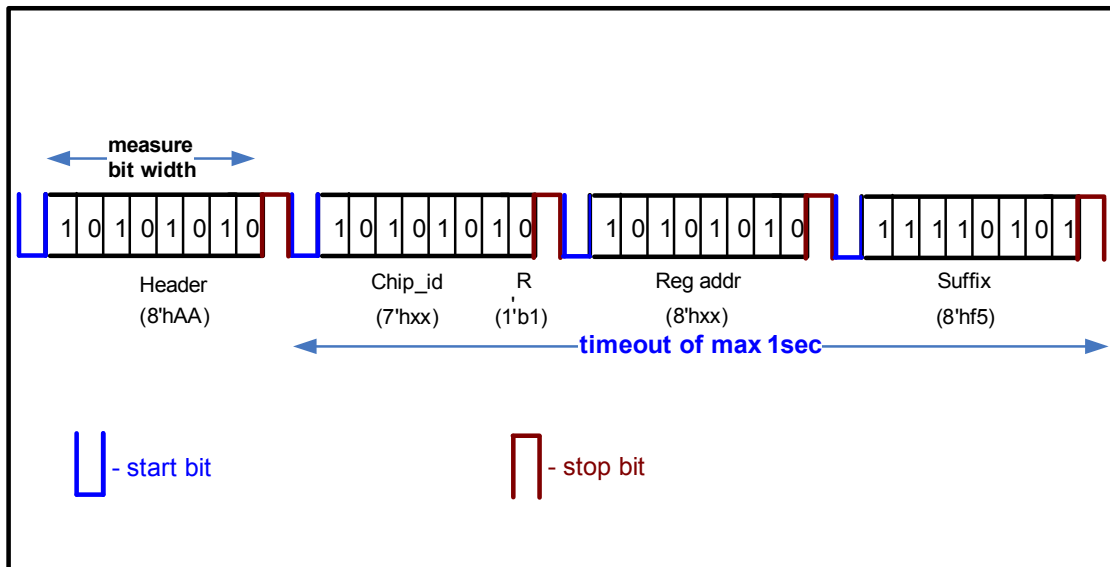 measure
bit width
1 0 1 0 1 0 1 0
1 0 1 0 1 0 1 0
1 0 1 0 1 0 1 0
1 1 1 1 0 1 0 1
Header
Chip_id
R
Reg addr
Suffix
(8'hAA)
(7'hxx)
(1'b1)
(8'hxx)
(8'hf5)
timeout of max 1sec
- start bit
- stop bit